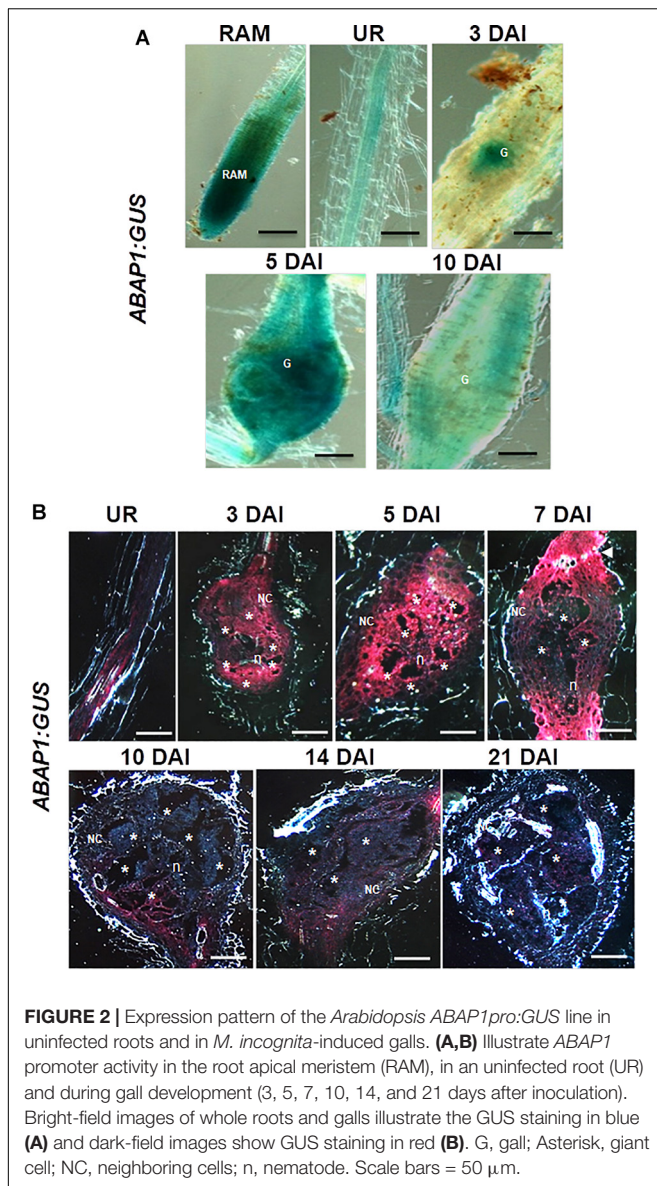 A
RAM UR 3 DAI
RAM
G
ABAP1:GUS
5 DAI 10 DAI
G
G
B
UR 3 DAI 5 DAI 7 DAI
NC
* * * * * * *
n
NC
* * * * * * *
n
NC
* * *
n
ABAP1:GUS
10 DAI 14 DAI 21 DAI
NC
* * * * * *
n
* * *
NC
* * * *
FIGURE 2 | Expression pattern of the Arabidopsis ABAP1pro:GUS line in
uninfected roots and in M. incognita-induced galls. (A,B) Illustrate ABAP1
promoter activity in the root apical meristem (RAM), in an uninfected root (UR)
and during gall development (3, 5, 7, 10, 14, and 21 days after inoculation).
Bright-field images of whole roots and galls illustrate the GUS staining in blue
(A) and dark-field images show GUS staining in red (B). G, gall; Asterisk, giant
cell; NC, neighboring cells; n, nematode. Scale bars = 50 μm.